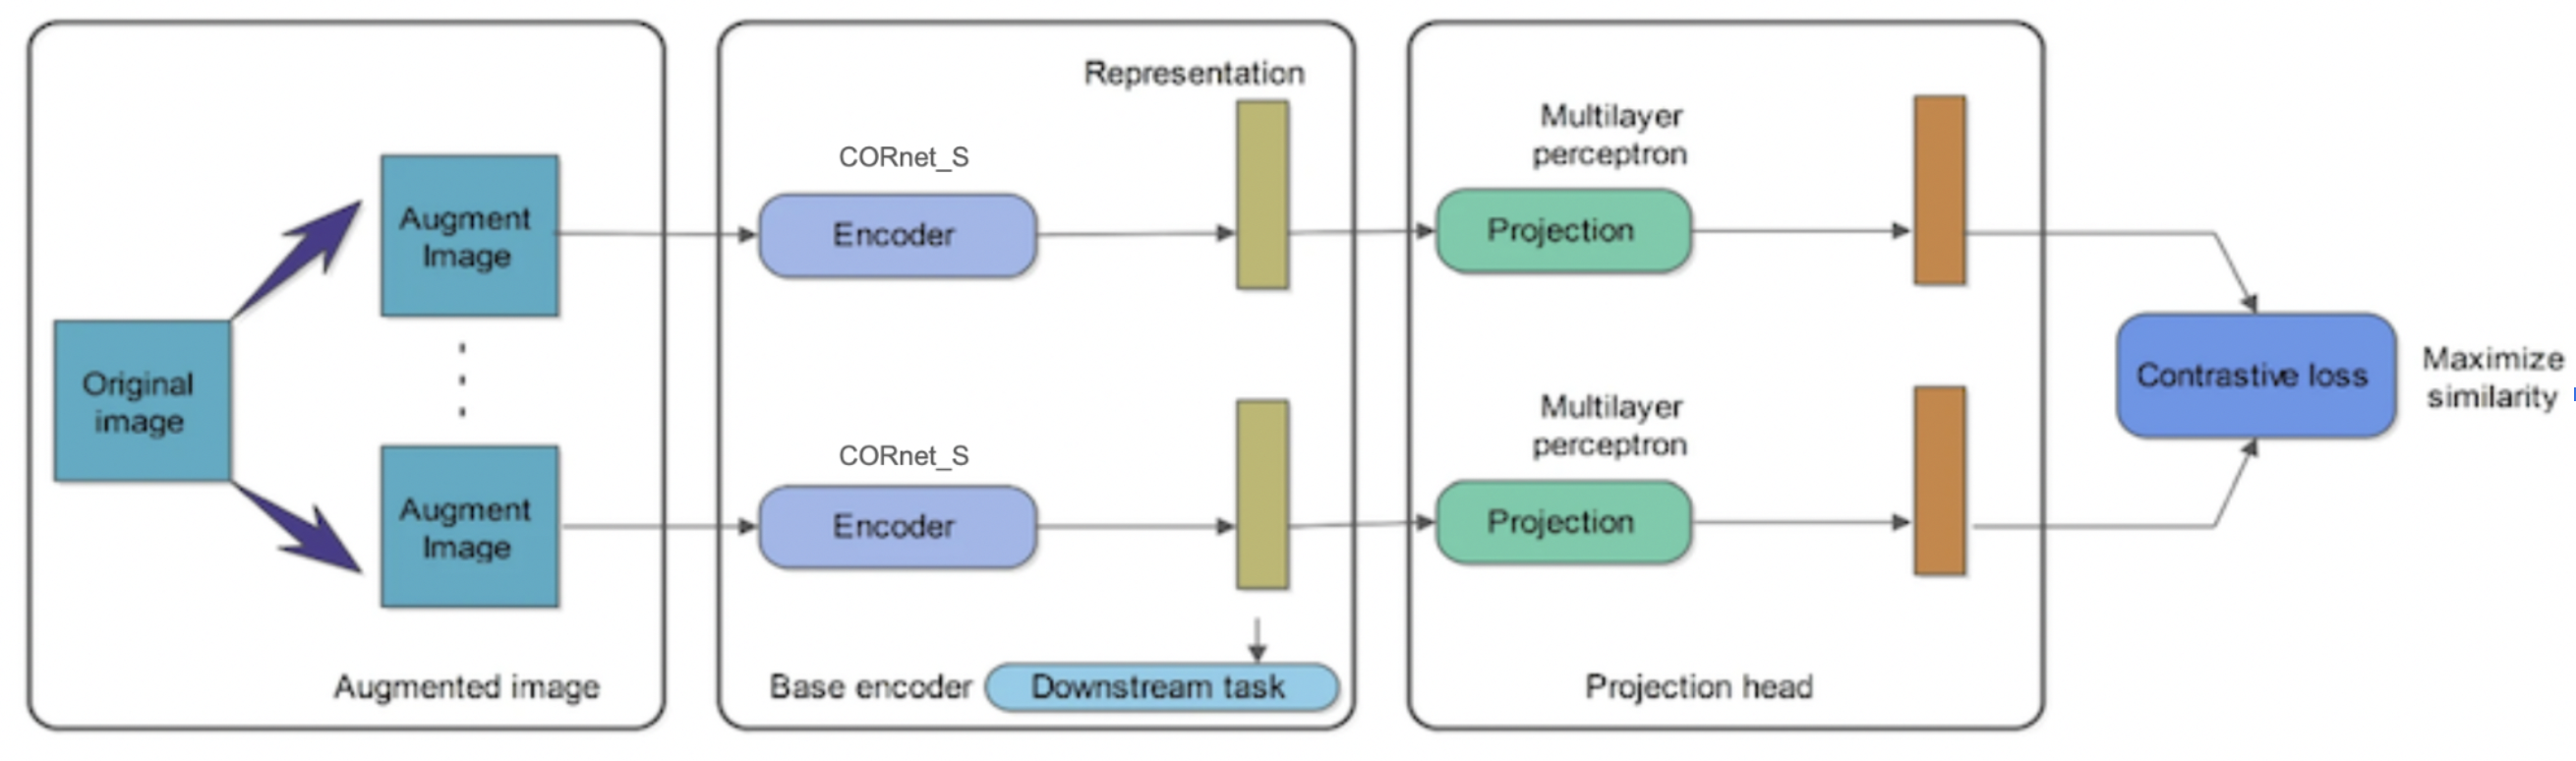 Original
image
Augment
Image
Augment
Image
Augmented image
Representation
CORnet_S
Encoder
CORnet_S
Encoder
Base encoder
Downstream task
Multilayer
perceptron
Projection
Multilayer
perceptron
Projection
Projection head
Contrastive loss
Maximize
similarity